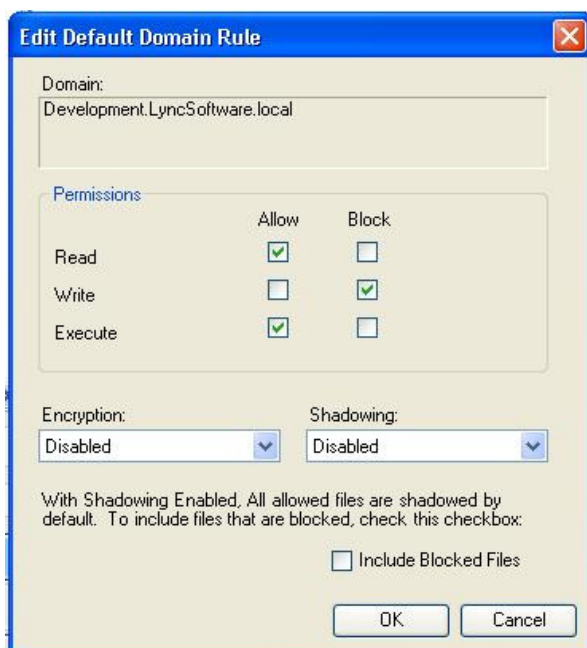 Edit Default Domain Rule
Domain:
Development.LyncSoftware.local
Permissions
Allow Block
Read
Write
Execute
Encryption: Shadowing:
Disabled Disabled
With Shadowing Enabled, All allowed files are shadowed by
default. To include files that are blocked, check this checkbox:
Include Blocked Files
OK Cancel